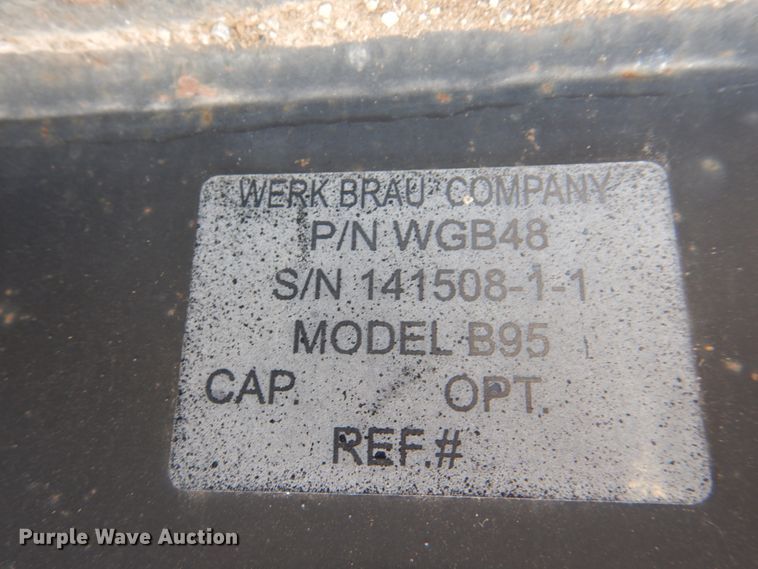 WERK BRAU COMPANY
P/N WGB48
S/N 141508-1-1
MODEL B95
CAP. OPT.
REF.#
Purple Wave Auction